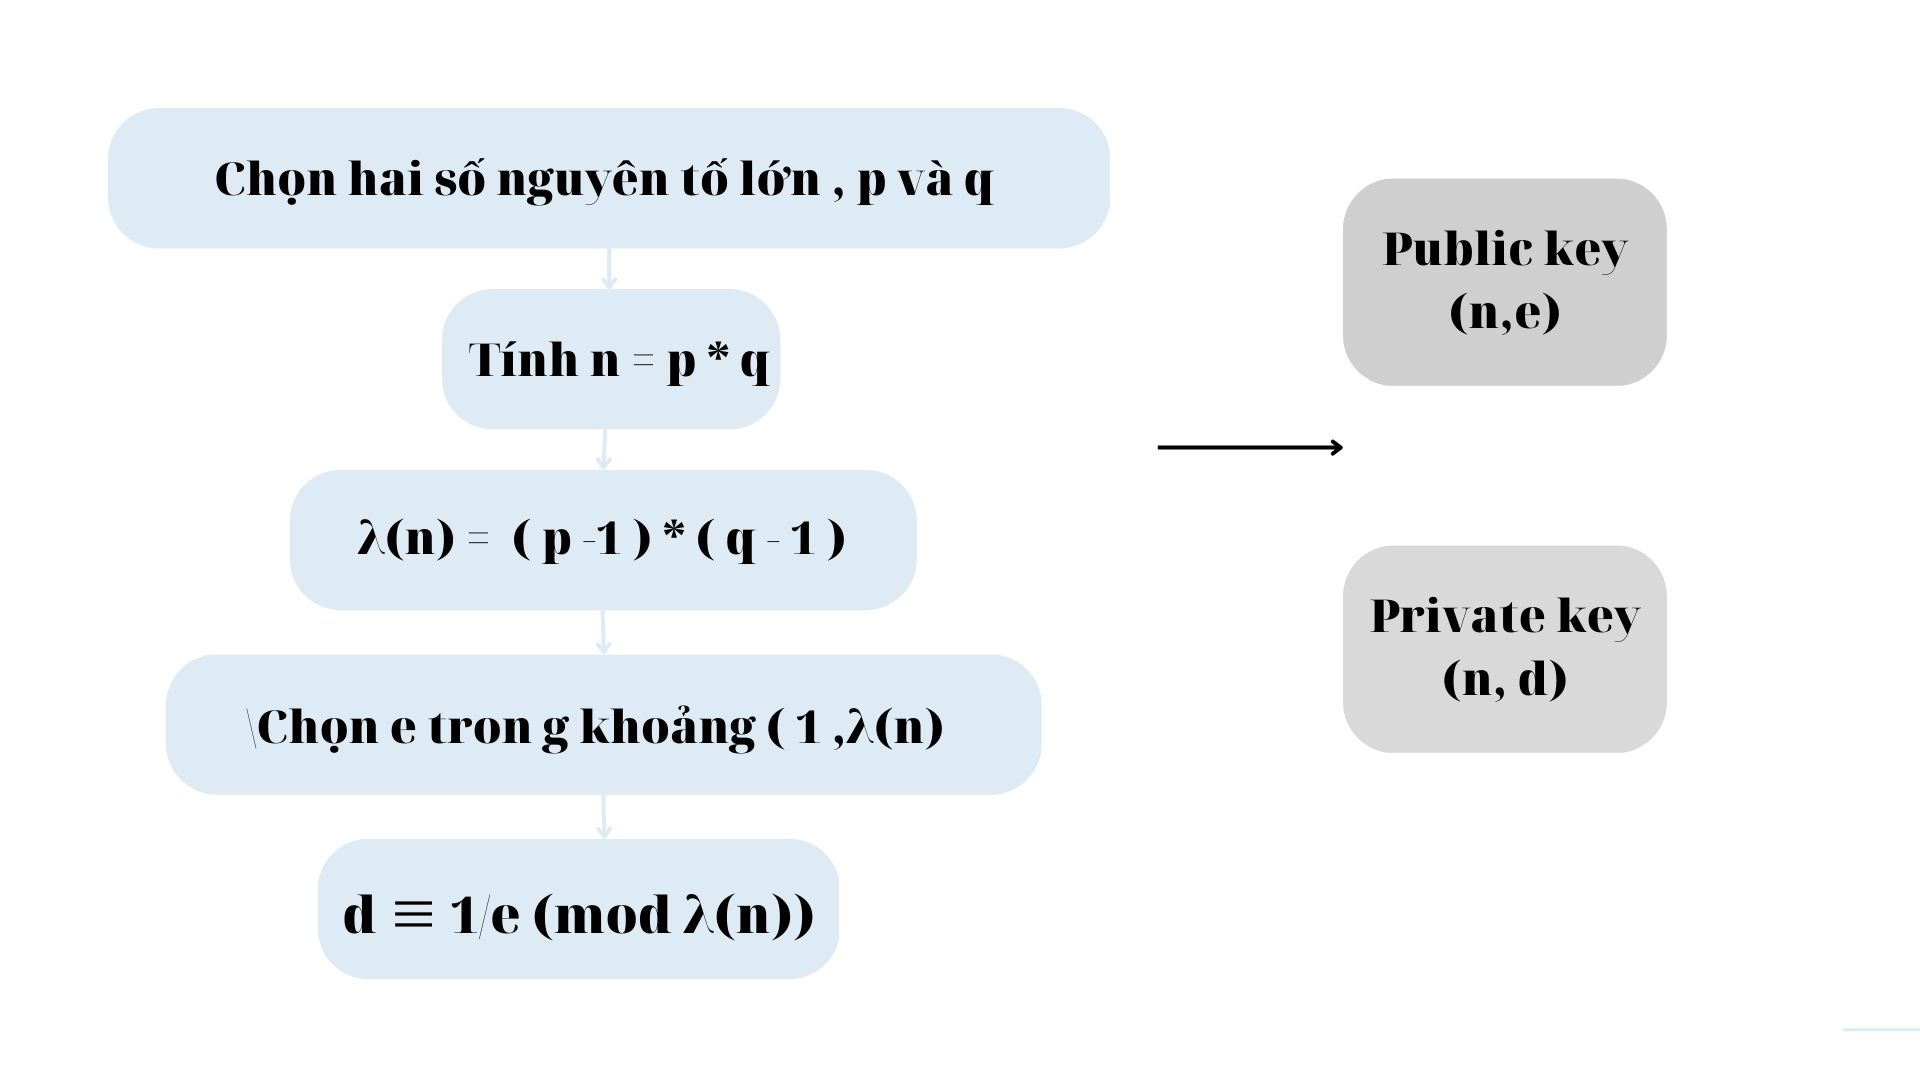 Chọn hai số nguyên tố lớn , p và q
Tính n = p * q
λ(n) = ( p -1 ) * ( q - 1 )
\Chọn e tron g khoảng ( 1 ,λ(n)
d ≡ 1/e (mod λ(n))
Public key
(n,e)
Private key
(n, d)